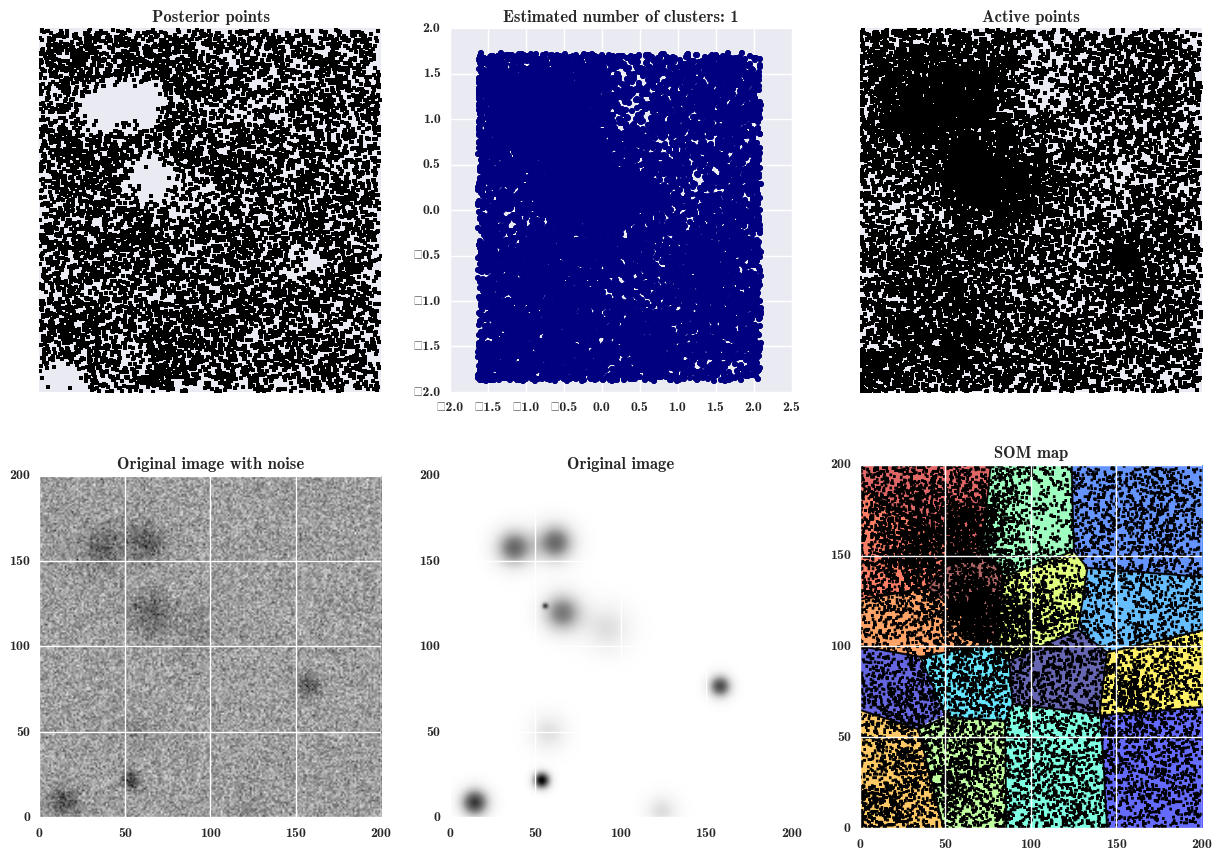 Posterior points
Estimated number of clusters: 1
Active points
2.0
1.5
1.0
0.5
0.0
□0.5
□1.0
□1.5
□2.0
□2.0 □1.5 □1.0 □0.5 0.0 0.5 1.0 1.5 2.0 2.5
Original image with noise
Original image
SOM map
200
150
100
50
0
0 50 100 150 200
200
150
100
50
0
0 50 100 150 200
200
150
100
50
0
0 50 100 150 200